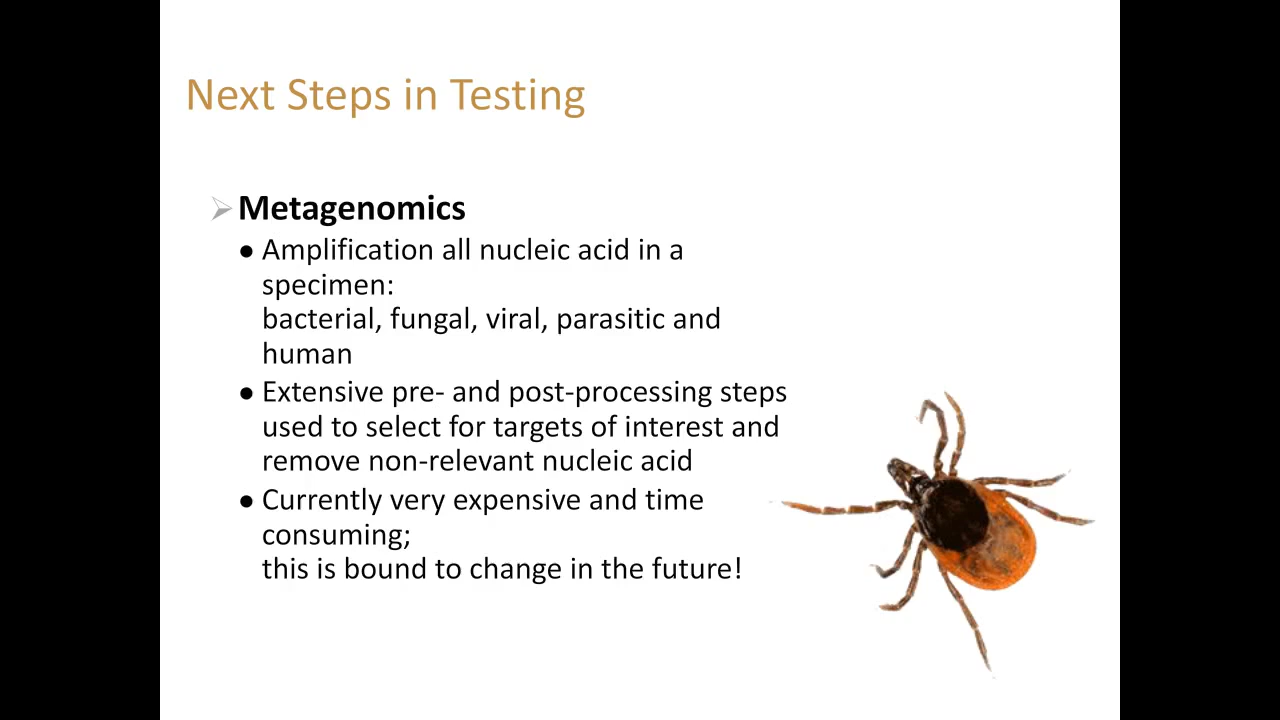 Next Steps in Testing
Metagenomics
Amplification all nucleic acid in a
specimen:
bacterial, fungal, viral, parasitic and
human
Extensive pre- and post-processing steps
used to select for targets of interest and
remove non-relevant nucleic acid
Currently very expensive and time
consuming;
this is bound to change in the future!